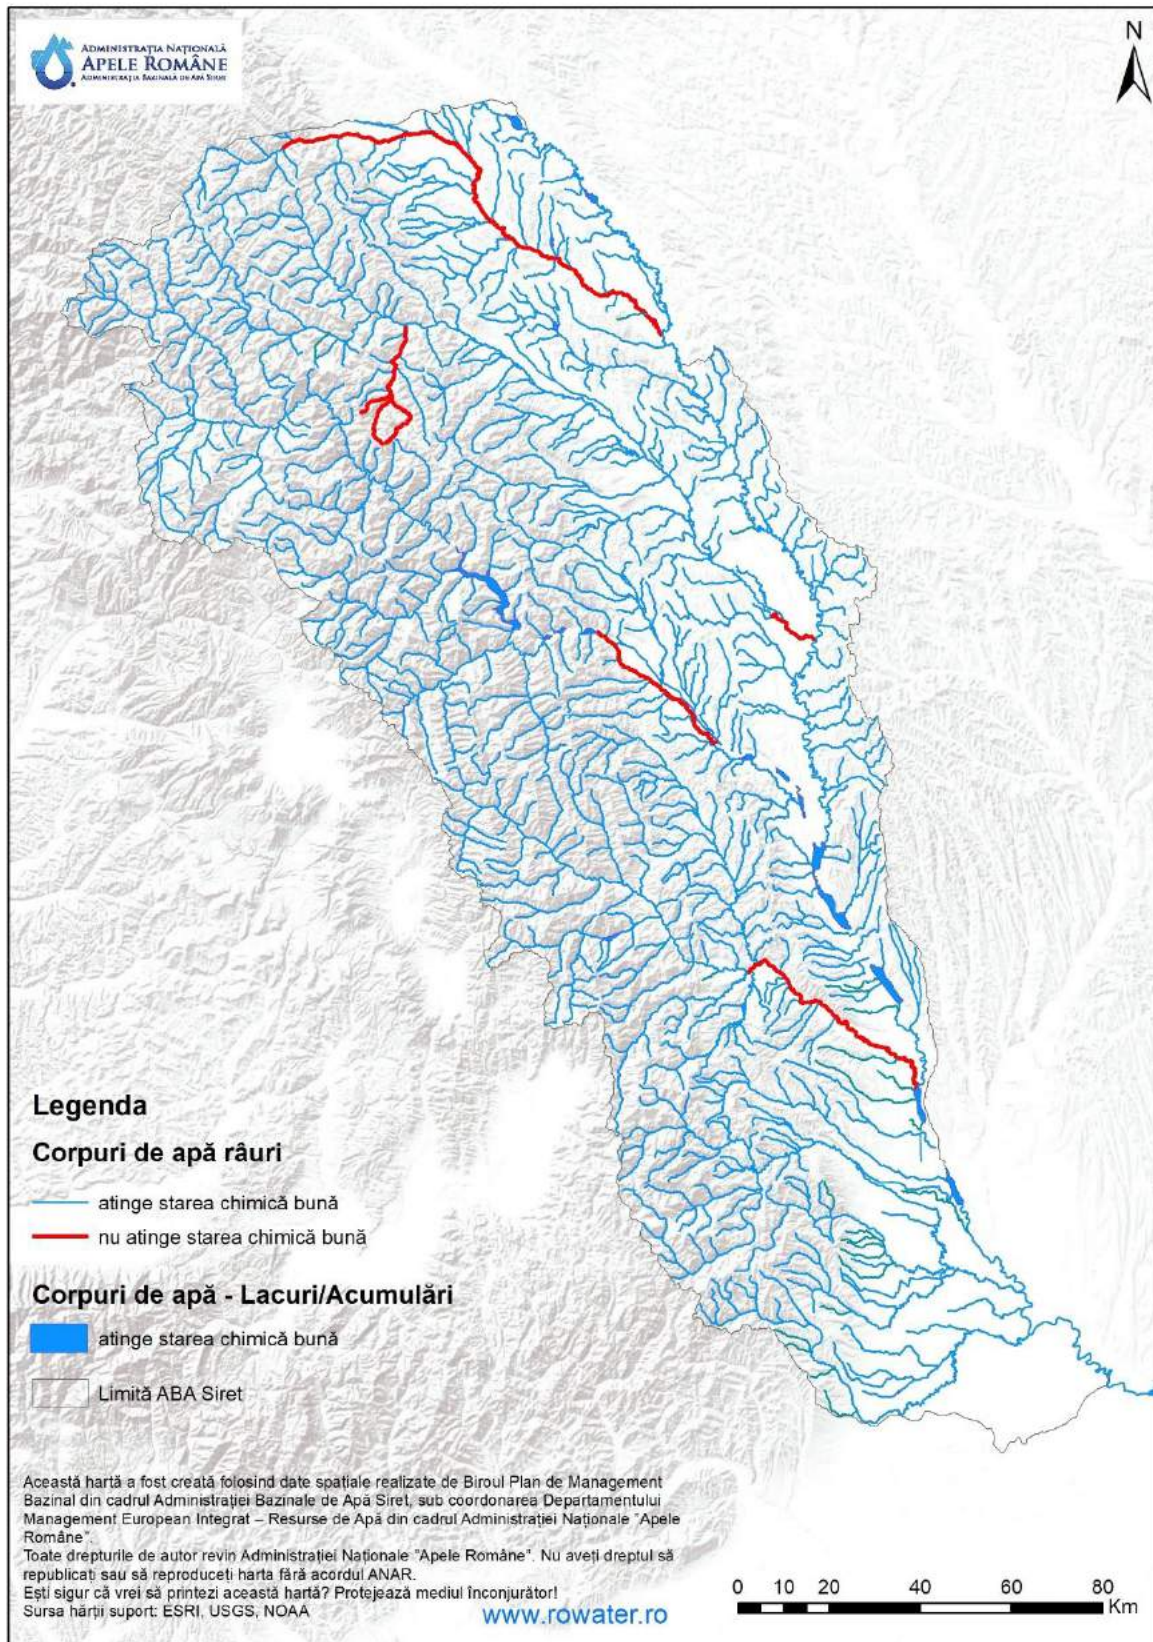 ADMINISTRAȚIA NAȚIONALĂ
APELE ROMÂNE
ADMINISTRAȚIA BAZINALĂ DE APĂ SIRET
N
Legenda
Corpuri de apă râuri
atinge starea chimică bună
nu atinge starea chimică bună
Corpuri de apă - Lacuri/Acumulări
atinge starea chimică bună
Limită ABA Siret
Această hartă a fost creată folosind date spațiale realizate de Biroul Plan de Management
Bazinal din cadrul Administrației Bazinale de Apă Siret, sub coordonarea Departamentului
Management European Integrat – Resurse de Apă din cadrul Administrației Naționale "Apele
Române".
Toate drepturile de autor revin Administrației Naționale "Apele Române". Nu aveți dreptul să
republicați sau să reproduceți harta fără acordul ANAR.
Ești sigur că vrei să printezi această hartă? Protejează mediul înconjurător!
Sursa hărții suport: ESRI, USGS, NOAA
www.rowater.ro
0 10 20 40 60 80
Km